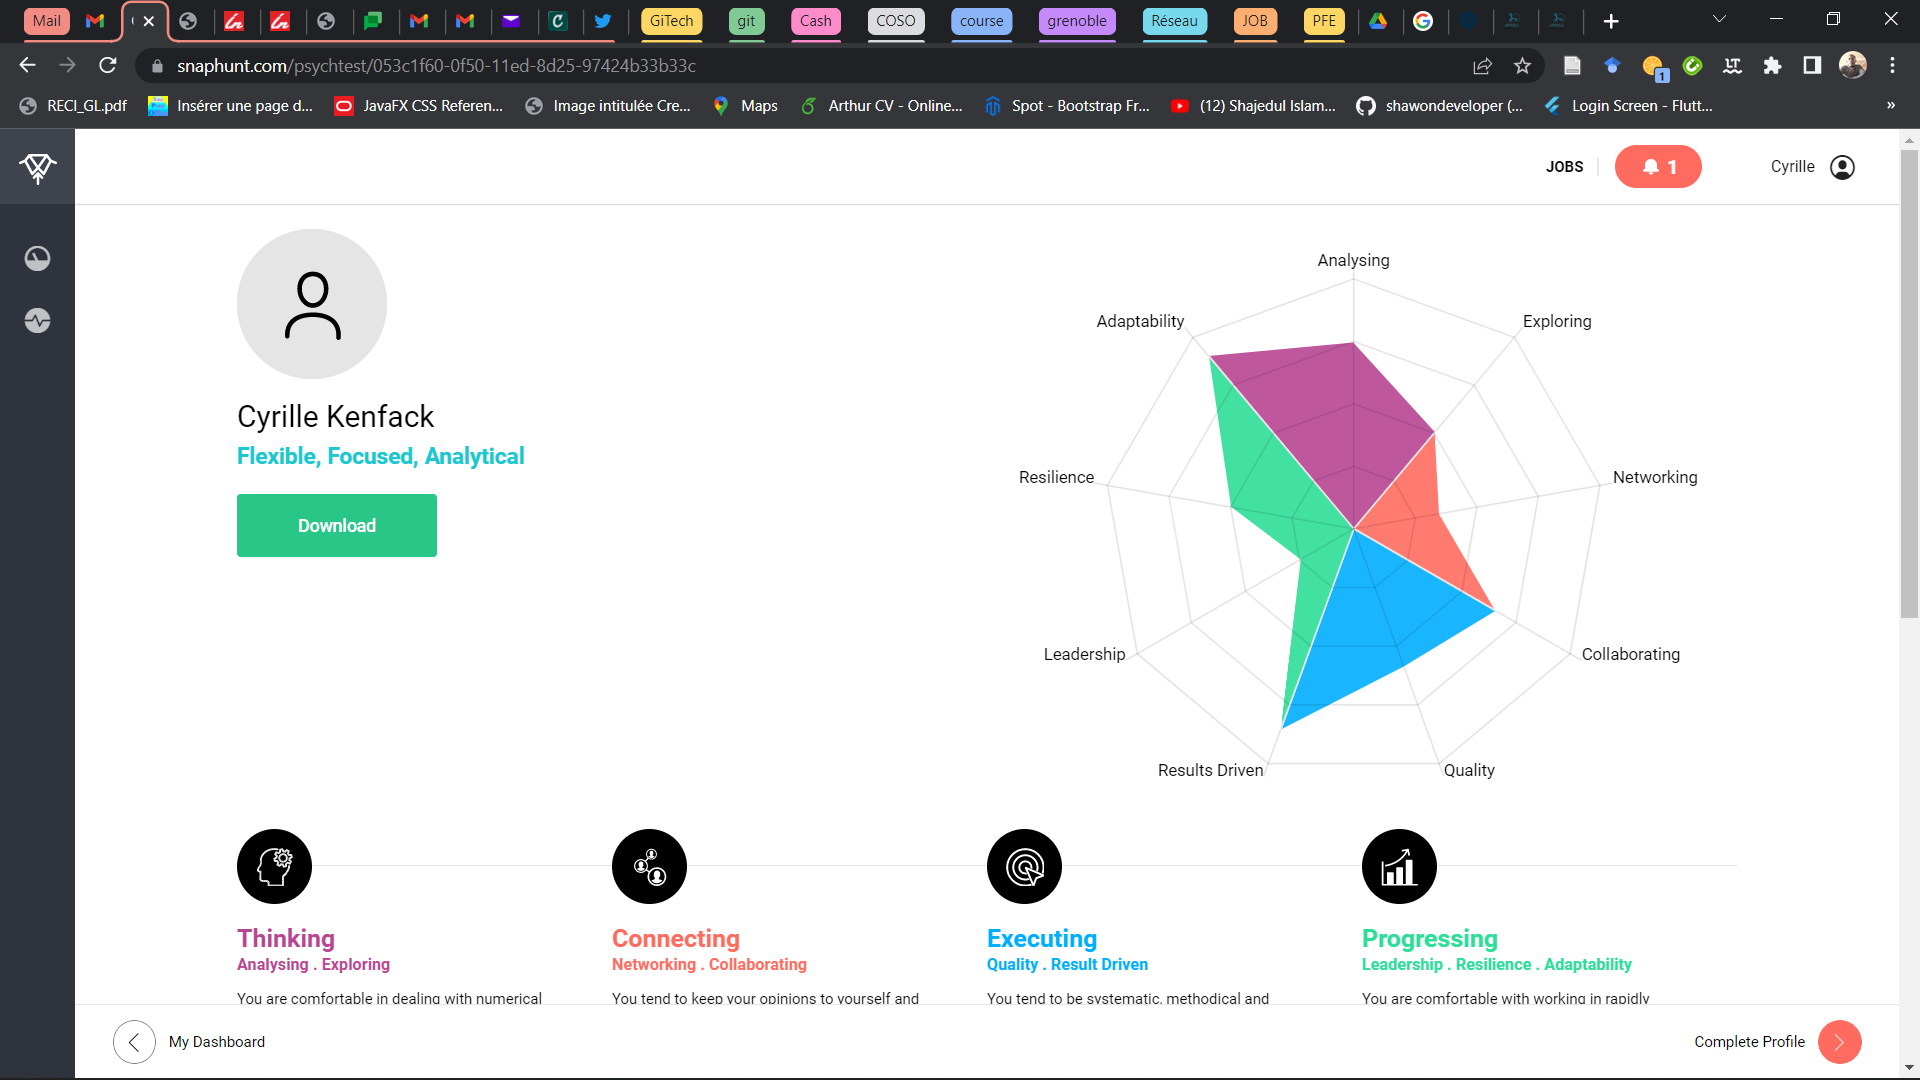 Mail
GiTech
git
Cash
COSO
course
grenoble
Réseau
JOB
PFE
snaphunt.com/psychtest/053c1f60-0f50-11ed-8d25-97424b33b33c
1
RECI_GL.pdf
Insérer une page d...
JavaFX CSS Referen...
Image intitulée Cre...
Maps
Arthur CV - Online...
Spot - Bootstrap Fr...
(12) Shajedul Islam...
shawondeveloper (...
Login Screen - Flutt...
»
JOBS
1
Cyrille
Cyrille Kenfack
Flexible, Focused, Analytical
Download
Analysing
Adaptability
Exploring
Resilience
Networking
Leadership
Collaborating
Results Driven
Quality
Thinking
Analysing . Exploring
You are comfortable in dealing with numerical
Connecting
Networking . Collaborating
You tend to keep your opinions to yourself and
Executing
Quality . Result Driven
You tend to be systematic, methodical and
Progressing
Leadership . Resilience . Adaptability
You are comfortable with working in rapidly
My Dashboard
Complete Profile